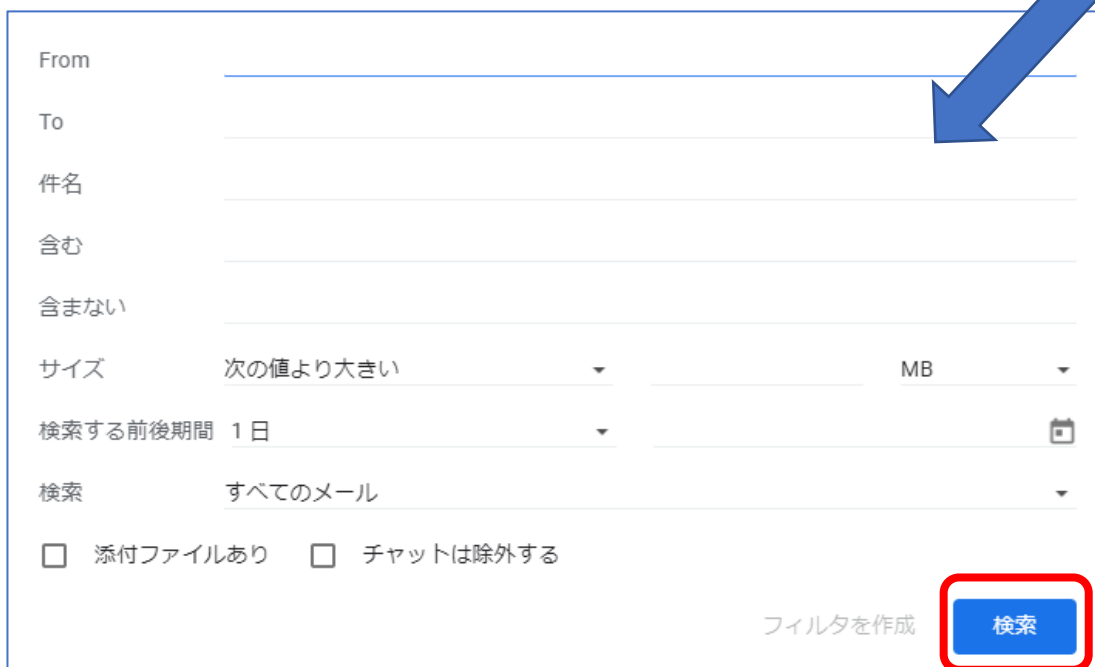 From
To
件名
含む
含まない
サイズ 次の値より大きい MB
検索する前後期間 1 日
検索 すべてのメール
添付ファイルあり チャットは除外する
フィルタを作成 検索